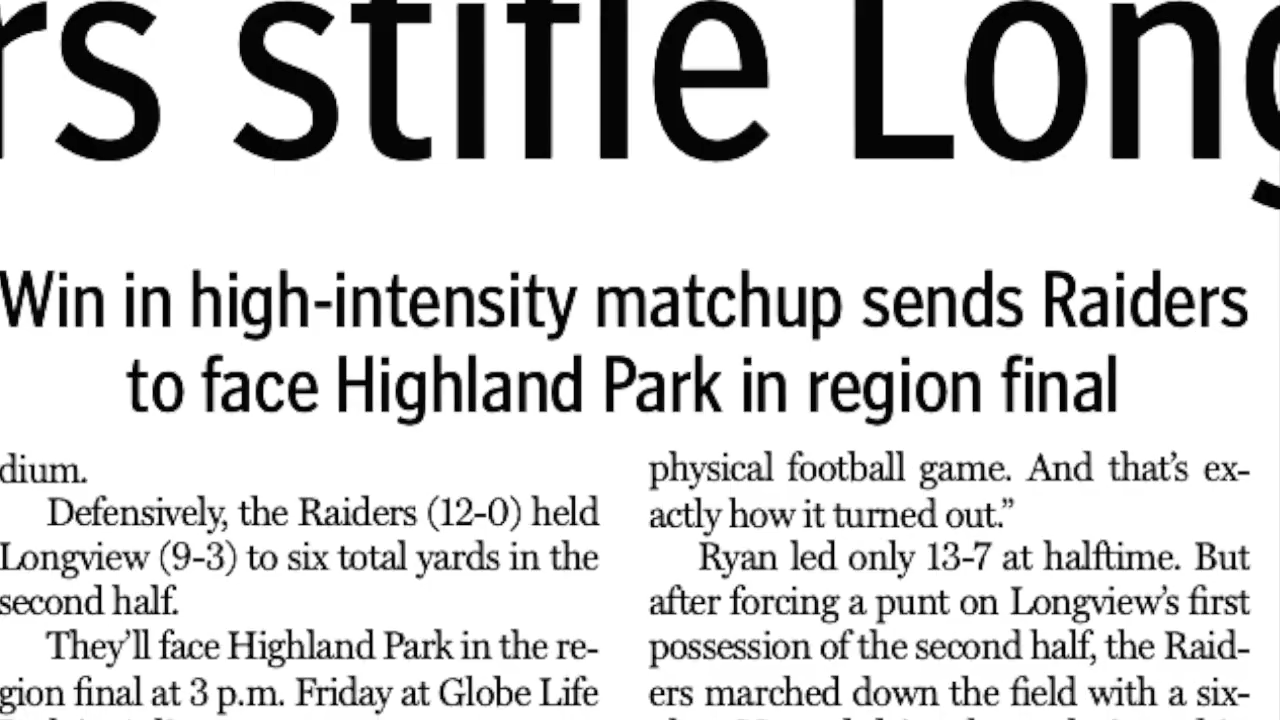 rs stifle Long
Win in high-intensity matchup sends Raiders
to face Highland Park in region final
dium.
Defensively, the Raiders (12-0) held
Longview (9-3) to six total yards in the
second half.
They'll face Highland Park in the re-
gion final at 3 p.m. Friday at Globe Life
physical football game. And that's ex-
actly how it turned out."
Ryan led only 13-7 at halftime. But
after forcing a punt on Longview's first
possession of the second half, the Raid-
ers marched down the field with a six-